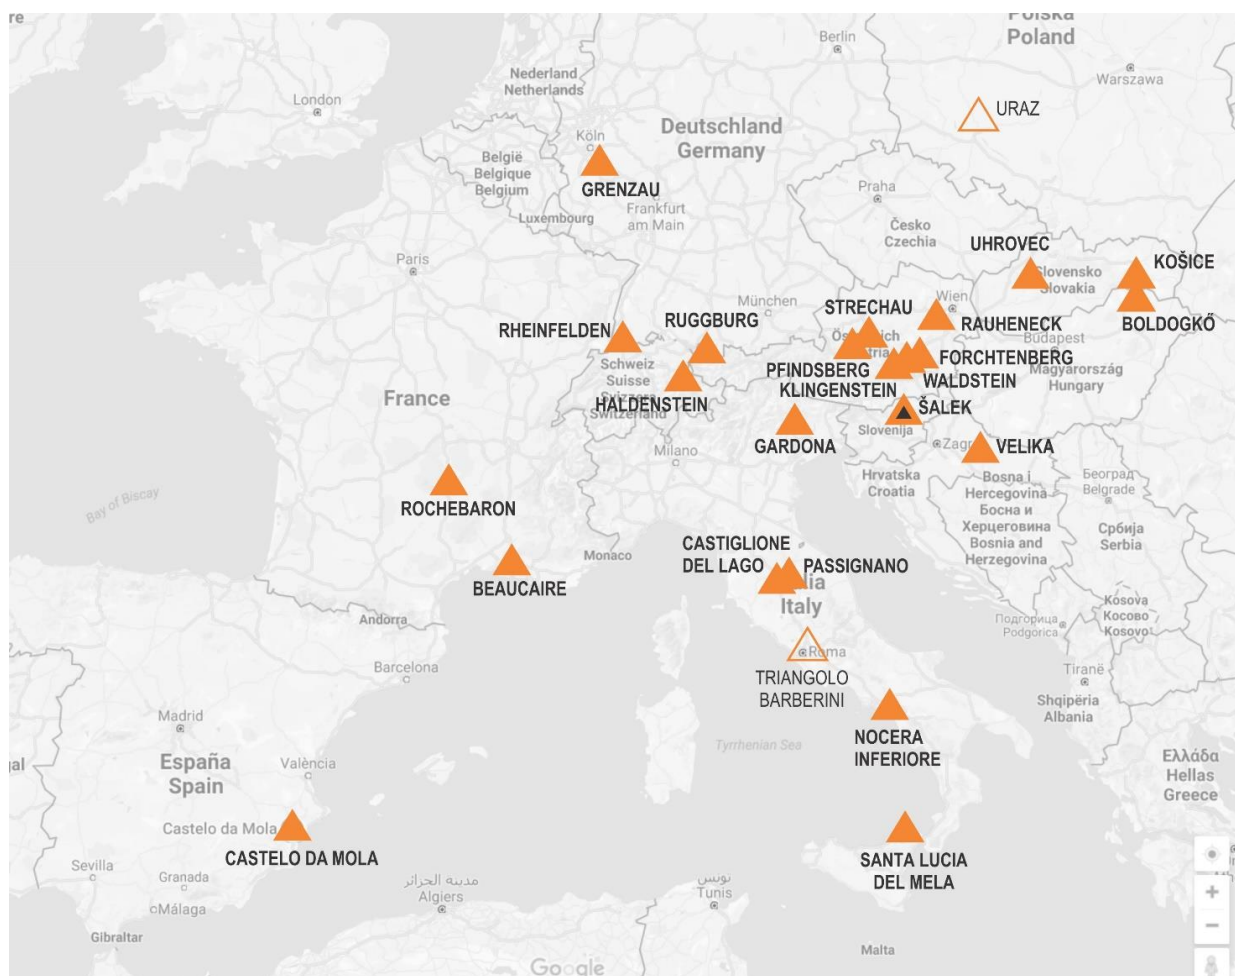 re
Polska
Poland
Berlin
Nederland
Netherlands
Warszawa
London
URAZ
Deutschland
Germany
Köln
België
Belgique
Belgium
GRENZAU
Praha
Frankfurt
am Main
Luxembourg
Česko
Czechia
UHROVEC
Paris
KOŠICE
Slovensko
Slovakia
München
STRECHAU
Wien
RHEINFELDEN
RUGGBURG
RAUHENECK
BOLDOGKŐ
Budapest
Schweiz
Suisse
Svizzera
Switzerland
PFINDSBERG
FORCHTENBERG
Magyarország
Hungary
KLINGENSTEIN
WALDSTEIN
France
HALDENSTEIN
ŠALEK
Slovenija
GARDONA
Milano
Zagr
VELIKA
Hrvatska
Croatia
Bosna i
Hercegovina
Босна и
Херцеговина
Bosnia and
Herzegovina
Београд
Belgrade
Bay of Biscay
ROCHEBARON
Србија
Serbia
CASTIGLIONE
DEL LAGO
PASSIGNANO
Monaco
BEAUCAIRE
lia
Italy
Kosova
Косово
Kosovo
Подгорица
Podgorica
Andorra
Barcelona
Roma
Tiranë
TRIANGOLO
BARBERINI
Shqipëria
Albania
Madrid
NOCERA
INFERIORE
Tyrrhenian Sea
España
Spain
València
Ελλάδα
Hellas
Greece
gal
Castelo da Mola
CASTELO DA MOLA
SANTA LUCIA
DEL MELA
Sevilla
Granada
مدينة الجزائر
Algiers
تونس
Tunis
Málaga
Gibraltar
Malta
Google